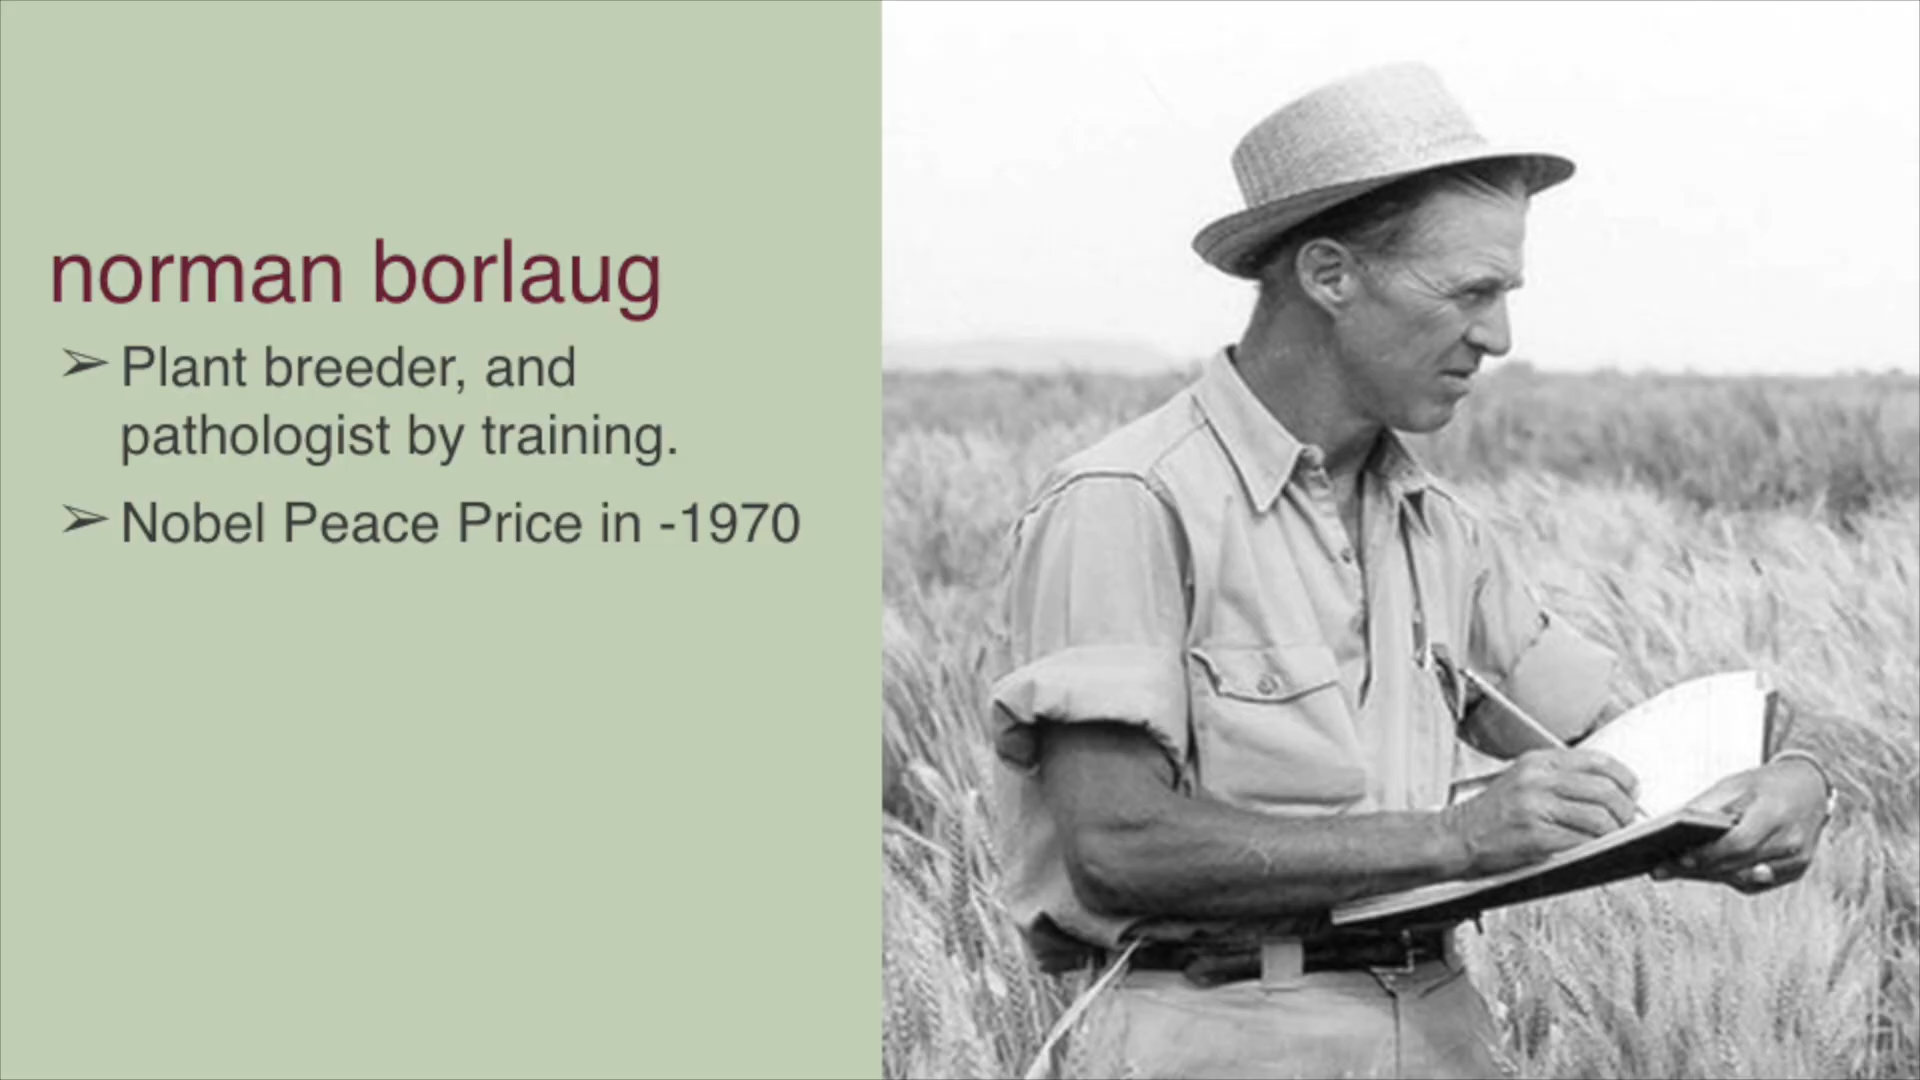 norman borlaug
➢ Plant breeder, and
pathologist by training.
➢ Nobel Peace Price in -1970